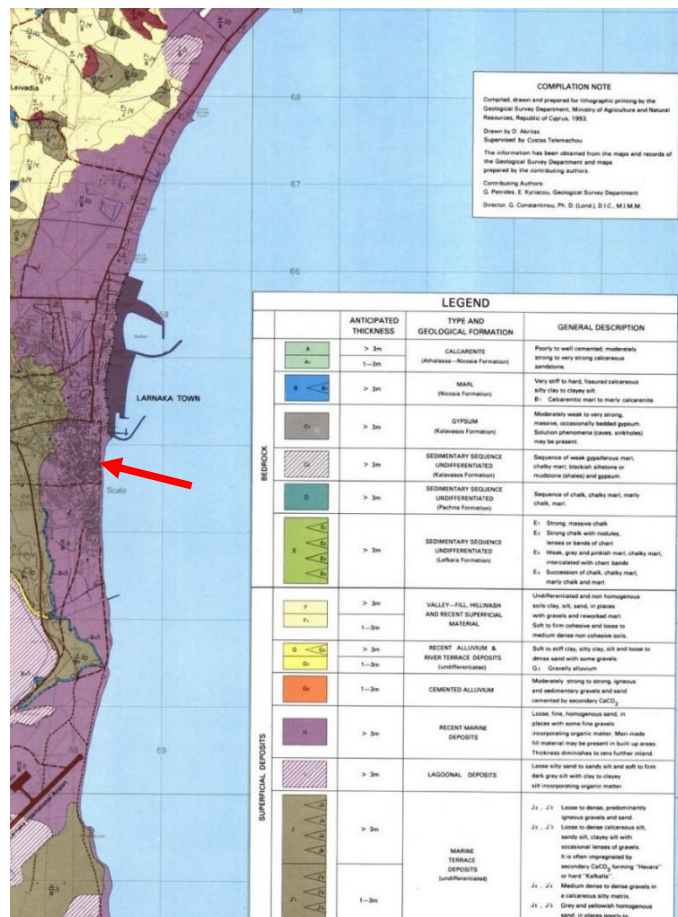 69
Leivadia
68
67
66
59
LARNAKA TOWN
Scala
58
59
COMPILATION NOTE
Compiled, drawn and prepared for lithographic printing by the
Geological Survey Department, Ministry of Agriculture and Natural
Resources, Republic of Cyprus, 1993.
Drawn by D. Akritas
Supervised by Costas Telemachou
The information has been obtained from the maps and records of
the Geological Survey Department and maps
prepared by the contributing authors.
Contributing Authors:
G. Petrides, E. Kyriacou, Geological Survey Department
Director, G. Constantinou, Ph. D. (Lond.), D.I.C., M.I.M.M.
LEGEND
ANTICIPATED THICKNESS
TYPE AND GEOLOGICAL FORMATION
GENERAL DESCRIPTION
BEDROCK
A
> 3m
A1
1—3m
CALCARENITE
(Athalassa—Nicosia Formation)
Poorly to well cemented, moderately
strong to very strong calcareous
sandstone.
B
> 3m
MARL
(Nicosia Formation)
Very stiff to hard, fissured calcareous
silty clay to clayey silt.
B1 Calcarenitic marl to marly calcarenite.
> 3m
GYPSUM
(Kalavasos Formation)
Moderately weak to very strong,
massive, occasionally bedded gypsum.
Solution phenomena (caves, sinkholes)
may be present.
> 3m
SEDIMENTARY SEQUENCE
UNDIFFERENTIATED
(Kalavasos Formation)
Sequence of weak gypsiferous marl,
chalky marl, blackish siltstone or
mudstone (shales) and gypsum.
D
> 3m
SEDIMENTARY SEQUENCE
UNDIFFERENTIATED
(Pachna Formation)
Sequence of chalk, chalky marl, marly
chalk, marl.
E
> 3m
SEDIMENTARY SEQUENCE
UNDIFFERENTIATED
(Lefkara Formation)
E1 Strong, massive chalk
E2 Strong chalk with nodules,
lenses or bands of chert
E3 Weak, grey and pinkish marl, chalky marl,
intercalated with chert bands
E4 Succession of chalk, chalky marl,
marly chalk and marl.
SUPERFICIAL DEPOSITS
F
> 3m
F1
1—3m
VALLEY—FILL, HILLWASH
AND RECENT SUPERFICIAL
MATERIAL
Undifferentiated and non homogenous
soils-clay, silt, sand, in places
with gravels and reworked marl.
Soft to firm cohesive and loose to
medium dense non cohesive soils.
G
> 3m
1—3m
RECENT ALLUVIUM &
RIVER TERRACE DEPOSITS
(undifferentiated)
Soft to stiff clay, silty clay, silt and loose to
dense sand with some gravels.
Gravelly alluvium
1—3m
CEMENTED ALLUVIUM
Moderately strong to strong, igneous
and sedimentary gravels and sand
cemented by secondary CaCO3
H
> 3m
RECENT MARINE
DEPOSITS
Loose, fine, homogenous sand, in
places with some fine gravels
incorporating organic matter. Man made
fill material may be present in built-up areas.
Thickness diminishes to zero further inland.
> 3m
LAGOONAL DEPOSITS
Loose silty sand to sandy silt and soft to firm
dark grey silt with clay to clayey
silt incorporating organic matter.
J
> 3m
1—3m
MARINE
TERRACE
DEPOSITS
(undifferentiated)
Loose to dense, predominantly
igneous gravels and sand.
Loose to dense calcareous silt,
sandy silt, clayey silt with
occasional lenses of gravels.
It is often impregnated by
secondary CaCO3 forming "Havara"
or hard "Kafkalla".
Medium dense to dense gravels in
a calcareous silty matrix.
Grey and yellowish homogenous
sand, in places poorly to